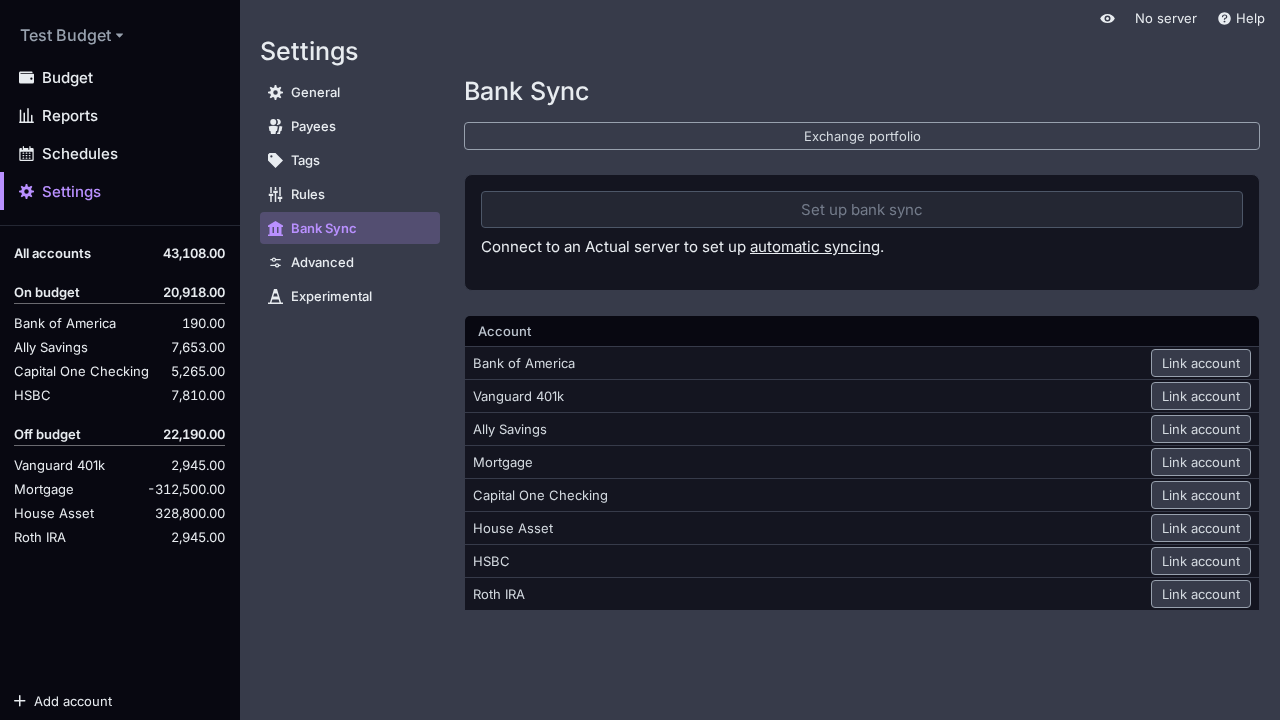 Test Budget
Budget
Reports
Schedules
Settings
All accounts 43,108.00
On budget 20,918.00
Bank of America 190.00
Ally Savings 7,653.00
Capital One Checking 5,265.00
HSBC 7,810.00
Off budget 22,190.00
Vanguard 401k 2,945.00
Mortgage -312,500.00
House Asset 328,800.00
Roth IRA 2,945.00
Add account
No server
Help
Settings
General
Payees
Tags
Rules
Bank Sync
Advanced
Experimental
Bank Sync
Exchange portfolio
Set up bank sync
Connect to an Actual server to set up automatic syncing.
Account
Bank of America Link account
Vanguard 401k Link account
Ally Savings Link account
Mortgage Link account
Capital One Checking Link account
House Asset Link account
HSBC Link account
Roth IRA Link account